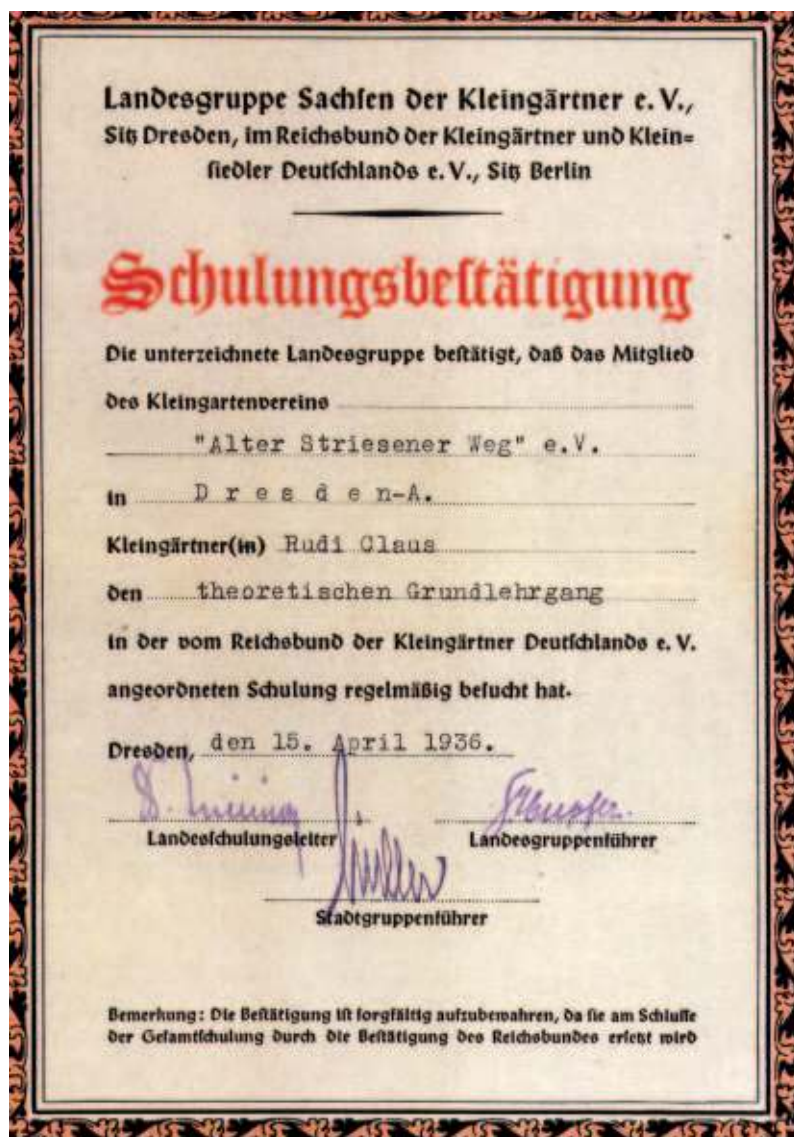 Landesgruppe Sachſen der Kleingärtner e. V.,
Sitz Dresden, im Reichsbund der Kleingärtner und Klein=
ſiedler Deutſchlands e. V., Sitz Berlin
Schulungsbeſtätigung
Die unterzeichnete Landesgruppe beſtätigt, daß das Mitglied
des Kleingartenvereins
"Alter Striesener Weg" e.V.
in D r e s d e n-A.
Kleingärtner(in) Rudi Claus
den theoretischen Grundlehrgang
in der vom Reichsbund der Kleingärtner Deutſchlands e. V.
angeordneten Schulung regelmäßig beſucht hat.
Dresden, den 15. April 1936.
Landesſchulungsleiter Landesgruppenführer
Müller
Stadtgruppenführer
Bemerkung: Die Beſtätigung iſt ſorgfältig aufzubewahren, da ſie am Schluſſe
der Geſamtſchulung durch die Beſtätigung des Reichsbundes erſetzt wird